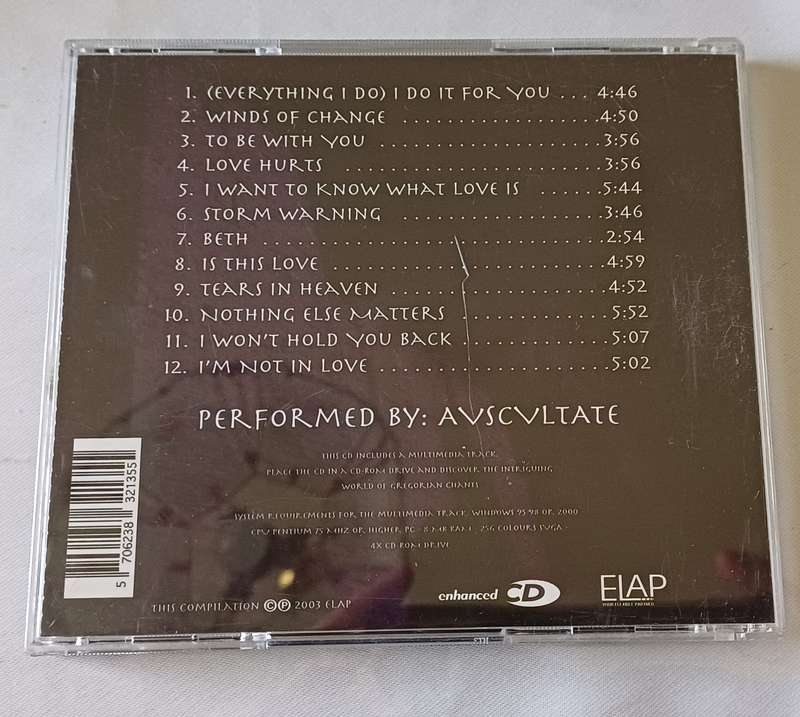 1. (EVERYTHING I DO) I DO IT FOR YOU . . . 4:46
2. WINDS OF CHANGE . . . . . . . . . . . . . . . . . . 4:50
3. TO BE WITH YOU . . . . . . . . . . . . . . . . . . . . 3:56
4. LOVE HURTS . . . . . . . . . . . . . . . . . . . . . . . 3:56
5. I WANT TO KNOW WHAT LOVE IS . . . . . . 5:44
6. STORM WARNING . . . . . . . . . . . . . . . . . . 3:46
7. BETH . . . . . . . . . . . . . . . . . . . . . . . . . . . . . . 2:54
8. IS THIS LOVE . . . . . . . . . . . . . . . . . . . . . . . . 4:59
9. TEARS IN HEAVEN . . . . . . . . . . . . . . . . . . . 4:52
10. NOTHING ELSE MATTERS . . . . . . . . . . . . . 5:52
11. I WON'T HOLD YOU BACK . . . . . . . . . . . . . 5:07
12. I'M NOT IN LOVE . . . . . . . . . . . . . . . . . . . . 5:02
PERFORMED BY: AVSCVLTATE
THIS CD INCLUDES A MULTIMEDIA TRACK.
PLACE THE CD IN A CD-ROM DRIVE AND DISCOVER THE INTRIGUING
WORLD OF GREGORIAN CHANTS
SYSTEM REQUIREMENTS FOR THE MULTIMEDIA TRACK: WINDOWS 95-98 OR 2000
CPU PENTIUM 75 MHZ OR HIGHER, PC - 8 MB RAM - 256 COLOURS SVGA -
4X CD-ROM DRIVE
5 706238 321355
THIS COMPILATION ©℗ 2003 ELAP
enhanced CD
ELAP